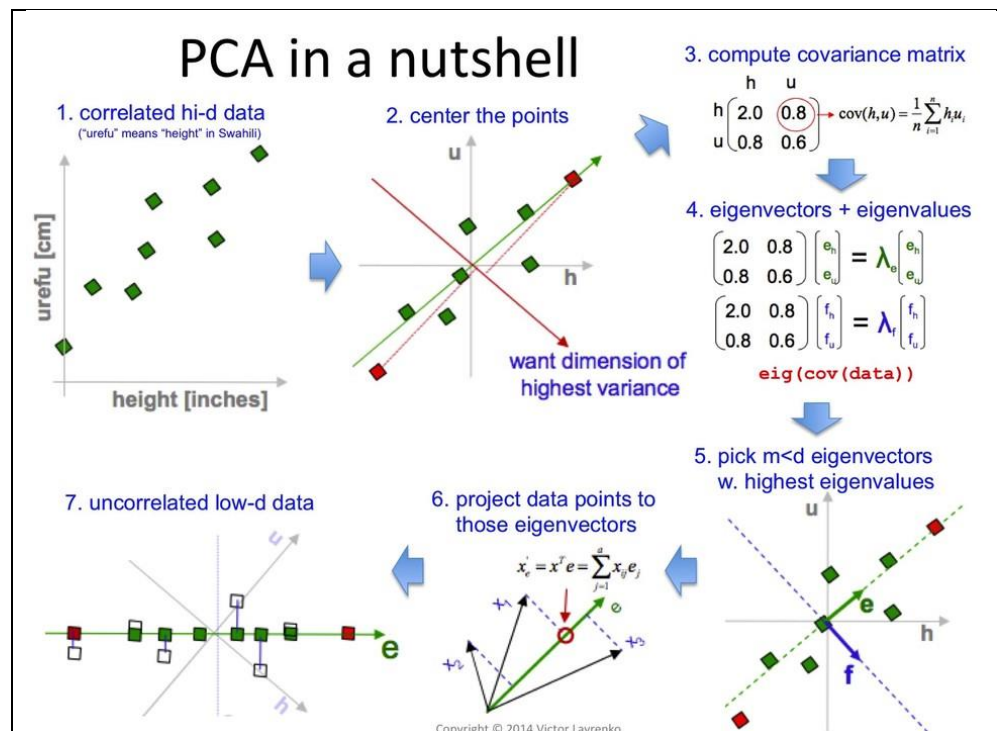 PCA in a nutshell
1. correlated hi-d data
("urefu" means "height" in Swahili)
urefu [cm]
height [inches]
2. center the points
u
h
want dimension of
highest variance
3. compute covariance matrix
h u
h 2.0 0.8
u 0.8 0.6
cov(h,u) = 1/n ∑ i=1 n h_i u_i
4. eigenvectors + eigenvalues
(2.0 0.8) [e_h] = λ_e [e_h]
(0.8 0.6) [e_u] [e_u]
(2.0 0.8) [f_h] = λ_f [f_h]
(0.8 0.6) [f_u] [f_u]
eig(cov(data))
5. pick m<d eigenvectors
w. highest eigenvalues
u
e
h
f
6. project data points to
those eigenvectors
x'_e = x^T e = ∑ j=1 d x_ij e_j
x_1
e
x_2
x_3
7. uncorrelated low-d data
u
e
h
Copyright © 2014 Victor Lavrenko